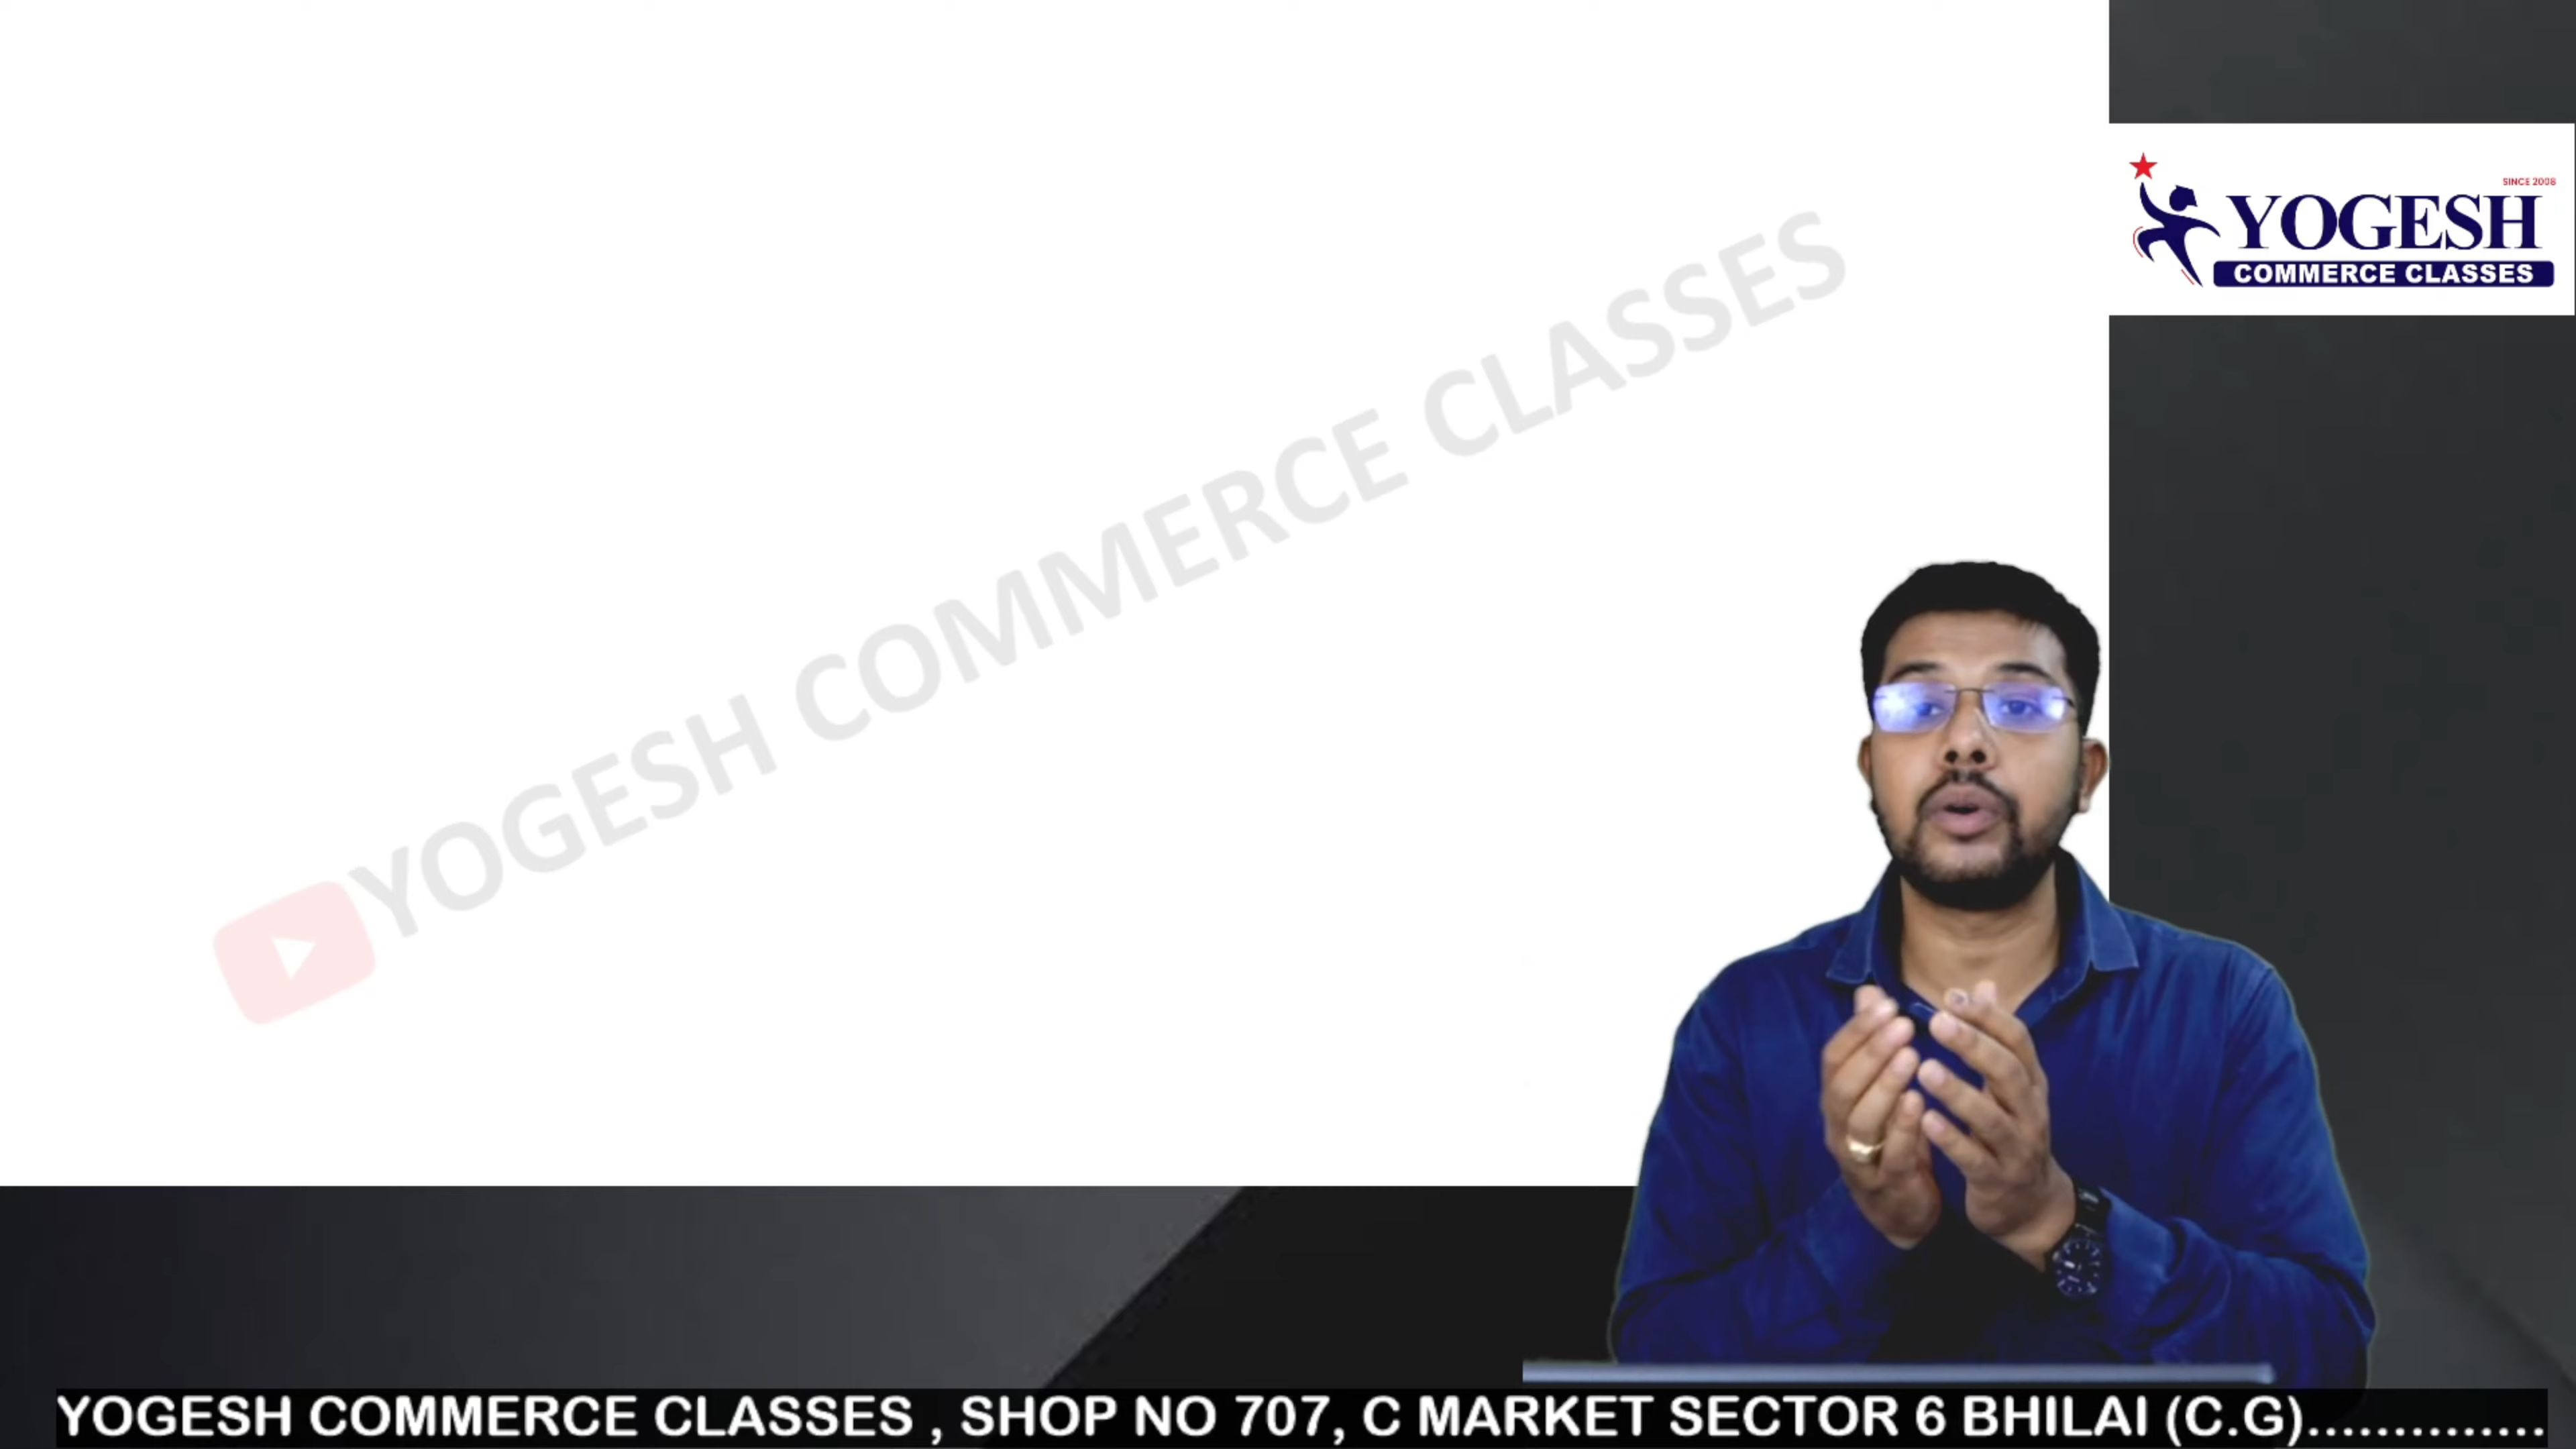 SINCE 2008
YOGESH
COMMERCE CLASSES
YOGESH COMMERCE CLASSES
YOGESH COMMERCE CLASSES , SHOP NO 707, C MARKET SECTOR 6 BHILAI (C.G)..............